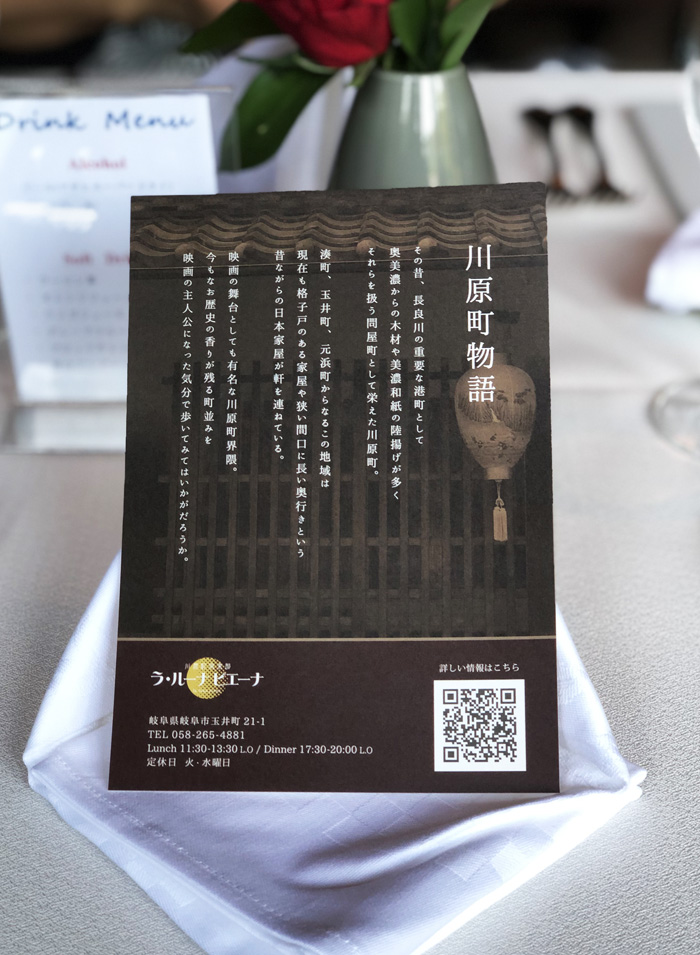 Drink Menu
Alcohol
川原町物語
その昔、長良川の重要な港町として
奥美濃からの木材や美濃和紙の陸揚げが多く
それらを扱う問屋町として栄えた川原町。
湊町、玉井町、元浜町からなるこの地域は
現在も格子戸のある家屋や狭い間口に長い奥行きという
昔ながらの日本家屋が軒を連ねている。
映画の舞台としても有名な川原町界隈。
今もなお歴史の香りが残る町並みを
映画の主人公になった気分で歩いてみてはいかがだろうか。
ラ・ルーナピエーナ
岐阜県岐阜市玉井町 21-1
TEL 058-265-4881
Lunch 11:30-13:30 L.O / Dinner 17:30-20:00 L.O
定休日 火・水曜日
詳しい情報はこちら